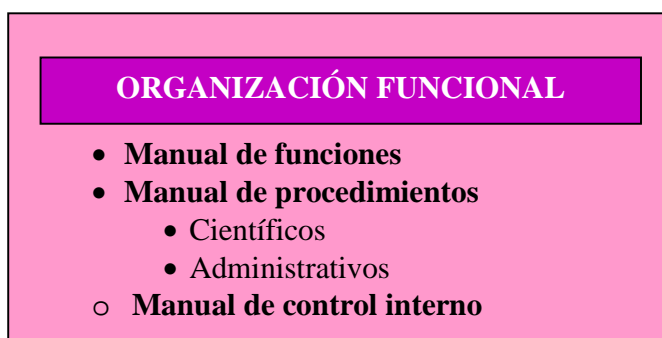 ORGANIZACIÓN FUNCIONAL
• Manual de funciones
• Manual de procedimientos
• Científicos
• Administrativos
o Manual de control interno